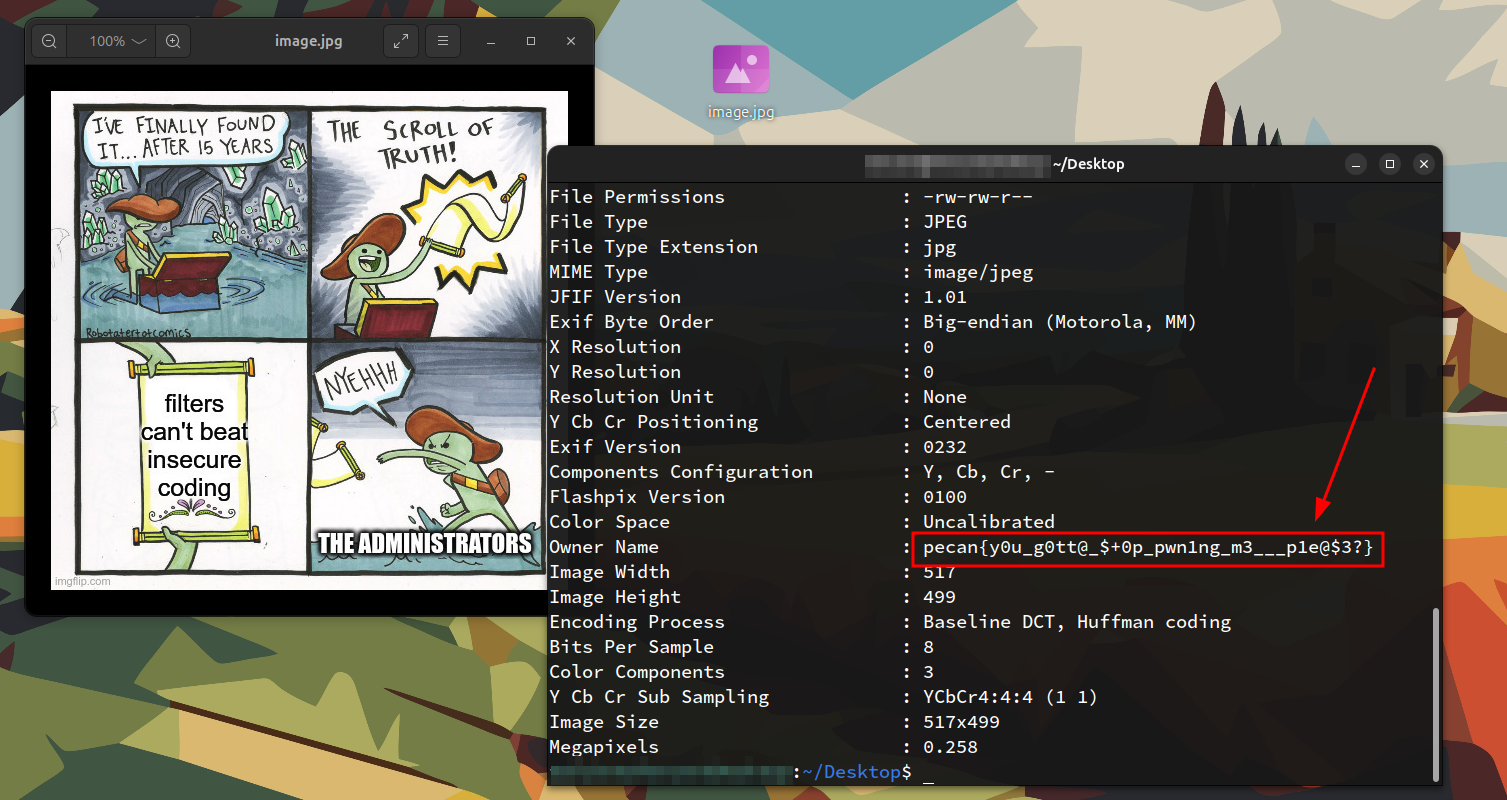 100%
image.jpg
I'VE FINALLY FOUND
IT... AFTER 15 YEARS
THE SCROLL OF
TRUTH!
Robotatertotcomics
filters
can't beat
insecure
coding
NYEHHH
THE ADMINISTRATORS
imgflip.com
image.jpg
~/Desktop
File Permissions : -rw-rw-r--
File Type : JPEG
File Type Extension : jpg
MIME Type : image/jpeg
JFIF Version : 1.01
Exif Byte Order : Big-endian (Motorola, MM)
X Resolution : 0
Y Resolution : 0
Resolution Unit : None
Y Cb Cr Positioning : Centered
Exif Version : 0232
Components Configuration : Y, Cb, Cr, -
Flashpix Version : 0100
Color Space : Uncalibrated
Owner Name : pecan{y0u_g0tt@_$+0p_pwn1ng_m3___p1e@$3?}
Image Width : 517
Image Height : 499
Encoding Process : Baseline DCT, Huffman coding
Bits Per Sample : 8
Color Components : 3
Y Cb Cr Sub Sampling : YCbCr4:4:4 (1 1)
Image Size : 517x499
Megapixels : 0.258
:~/Desktop$ _